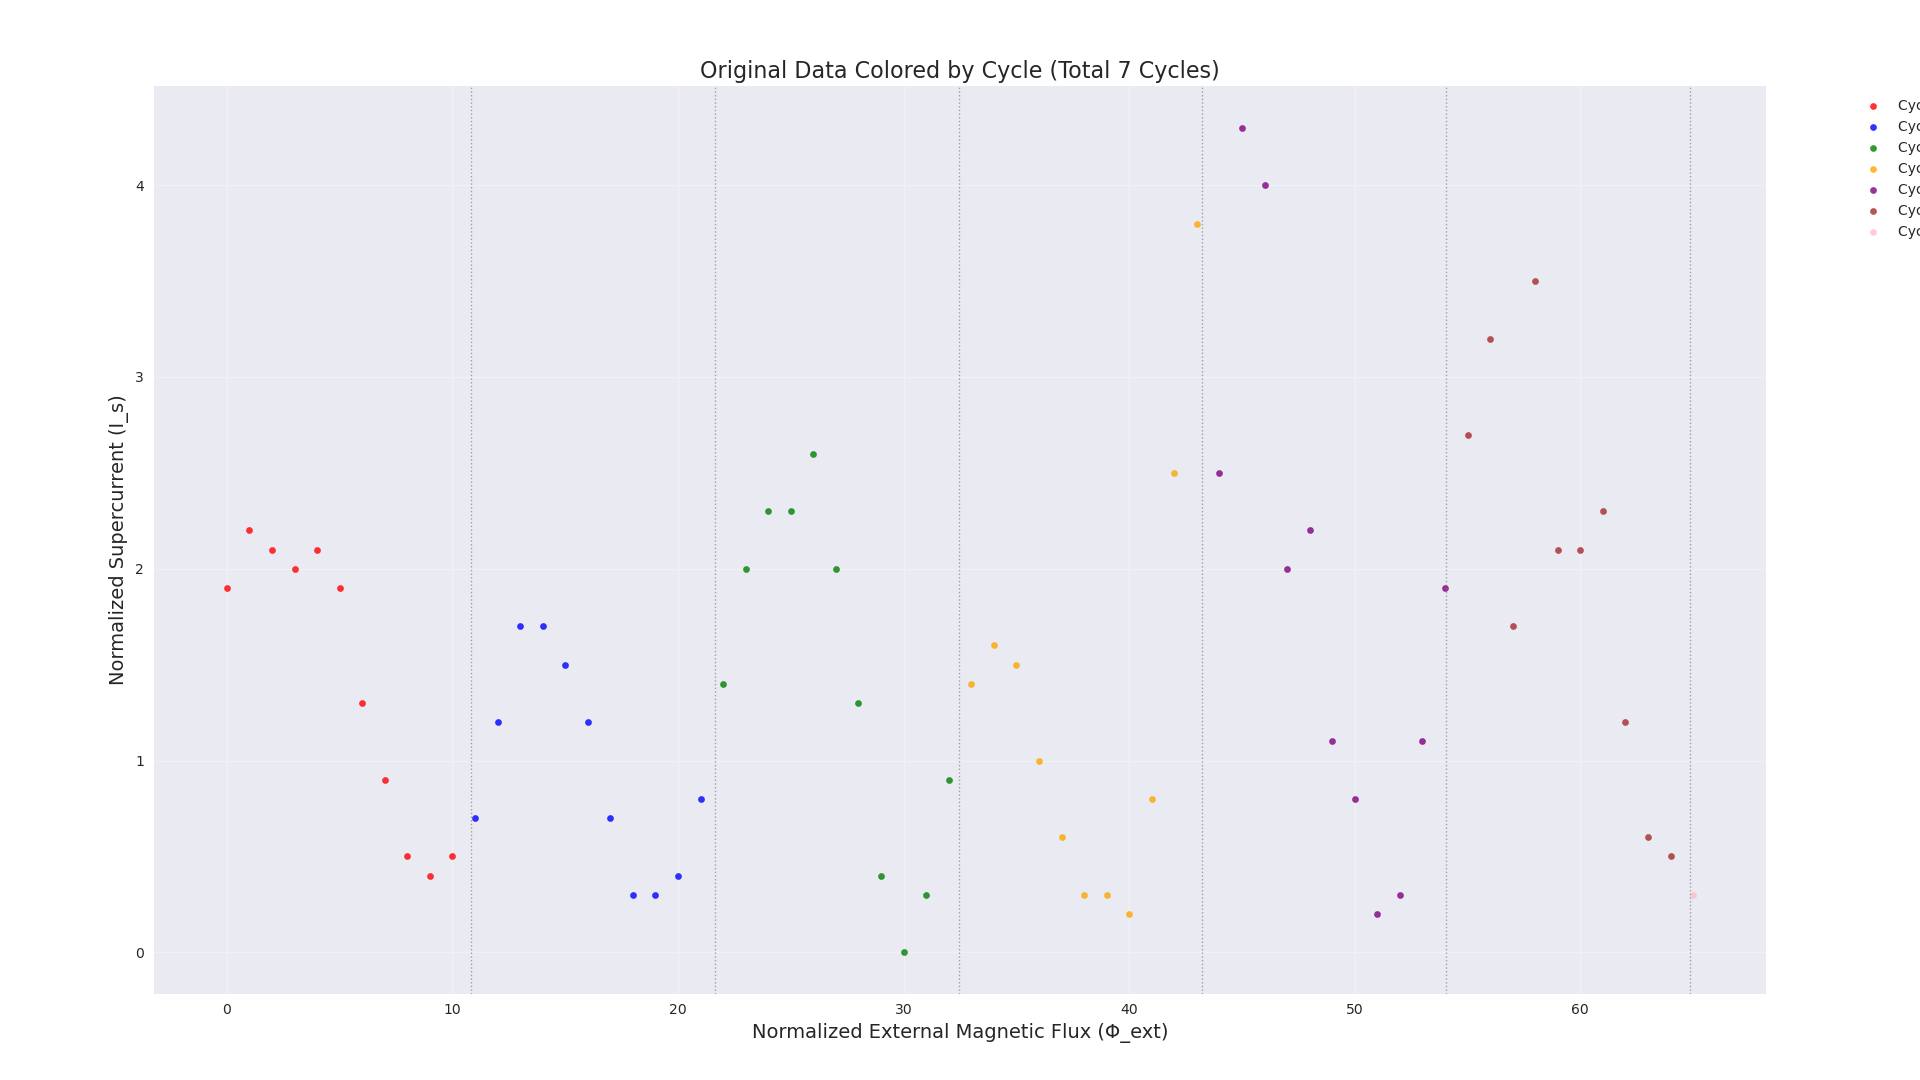 Original Data Colored by Cycle (Total 7 Cycles)
Cyc
Cyc
Cyc
Cyc
Cyc
Cyc
Cyc
4
3
2
1
0
Normalized Supercurrent (I_s)
0 10 20 30 40 50 60
Normalized External Magnetic Flux (Φ_ext)